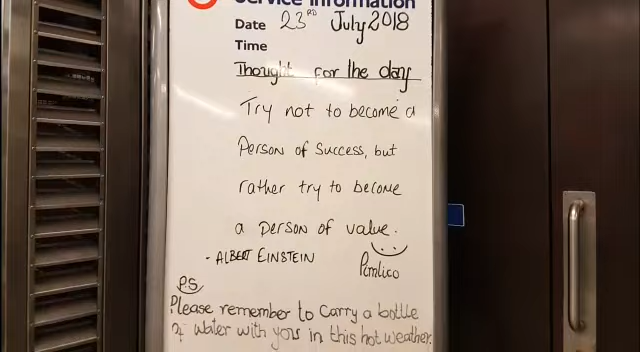 Service Information
Date 23RD July 2018
Time
Thought for the day
Try not to become a
Person of Success, but
rather try to become
a person of value.
- ALBERT EINSTEIN
Pimlico
P.S
Please remember to Carry a bottle
of water with you in this hot weather.